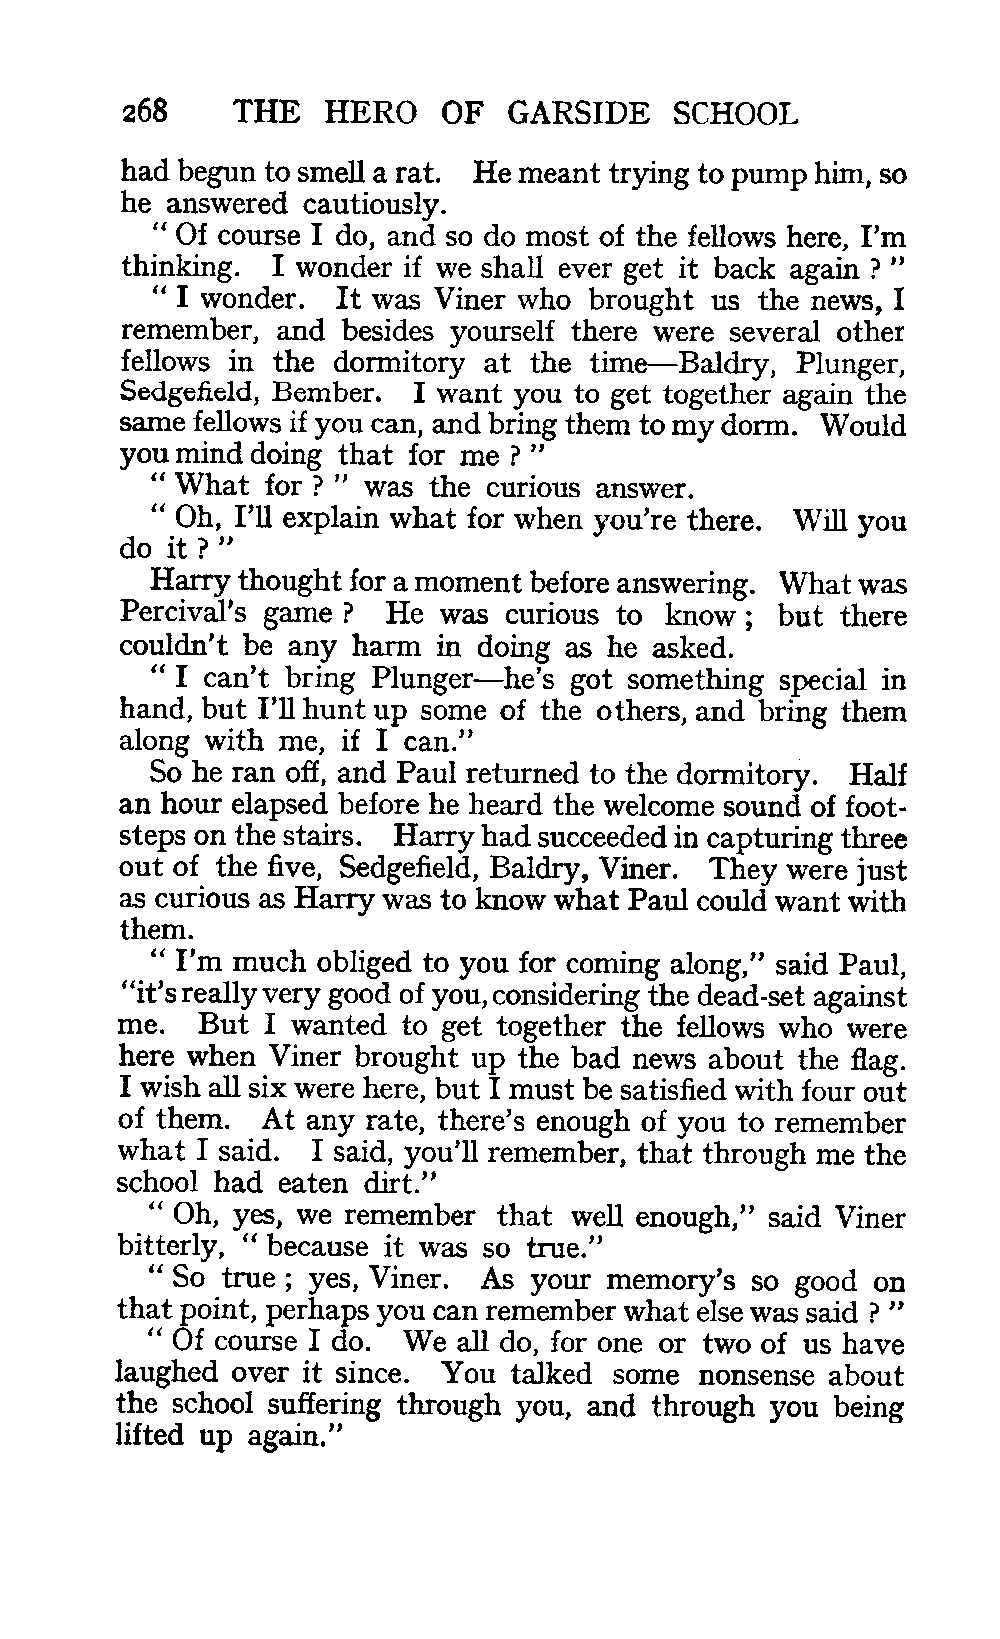 268 THE HERO OF GARSIDE SCHOOL
had begun to smell a rat. He meant trying to pump him, so
he answered cautiously.
" Of course I do, and so do most of the fellows here, I'm
thinking. I wonder if we shall ever get it back again ? "
" I wonder. It was Viner who brought us the news, I
remember, and besides yourself there were several other
fellows in the dormitory at the time—Baldry, Plunger,
Sedgefield, Bember. I want you to get together again the
same fellows if you can, and bring them to my dorm. Would
you mind doing that for me ? "
" What for ? " was the curious answer.
" Oh, I'll explain what for when you're there. Will you
do it ? "
Harry thought for a moment before answering. What was
Percival's game ? He was curious to know ; but there
couldn't be any harm in doing as he asked.
" I can't bring Plunger—he's got something special in
hand, but I'll hunt up some of the others, and bring them
along with me, if I can."
So he ran off, and Paul returned to the dormitory. Half
an hour elapsed before he heard the welcome sound of foot-
steps on the stairs. Harry had succeeded in capturing three
out of the five, Sedgefield, Baldry, Viner. They were just
as curious as Harry was to know what Paul could want with
them.
" I'm much obliged to you for coming along," said Paul,
"it's really very good of you, considering the dead-set against
me. But I wanted to get together the fellows who were
here when Viner brought up the bad news about the flag.
I wish all six were here, but I must be satisfied with four out
of them. At any rate, there's enough of you to remember
what I said. I said, you'll remember, that through me the
school had eaten dirt."
" Oh, yes, we remember that well enough," said Viner
bitterly, " because it was so true."
" So true ; yes, Viner. As your memory's so good on
that point, perhaps you can remember what else was said ? "
" Of course I do. We all do, for one or two of us have
laughed over it since. You talked some nonsense about
the school suffering through you, and through you being
lifted up again."